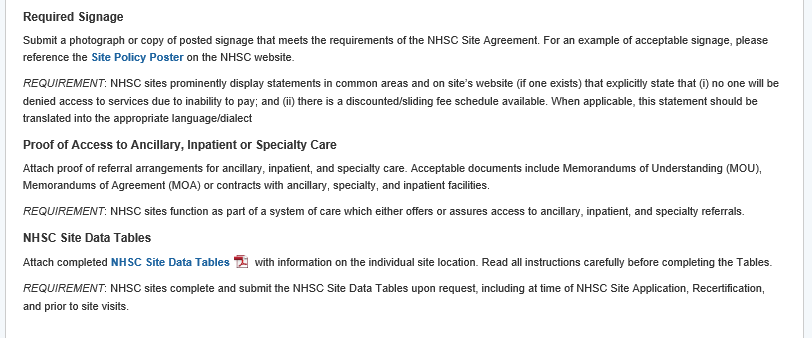 Required Signage
Submit a photograph or copy of posted signage that meets the requirements of the NHSC Site Agreement. For an example of acceptable signage, please
reference the Site Policy Poster on the NHSC website.
REQUIREMENT: NHSC sites prominently display statements in common areas and on site's website (if one exists) that explicitly state that (i) no one will be
denied access to services due to inability to pay; and (ii) there is a discounted/sliding fee schedule available. When applicable, this statement should be
translated into the appropriate language/dialect
Proof of Access to Ancillary, Inpatient or Specialty Care
Attach proof of referral arrangements for ancillary, inpatient, and specialty care. Acceptable documents include Memorandums of Understanding (MOU),
Memorandums of Agreement (MOA) or contracts with ancillary, specialty, and inpatient facilities.
REQUIREMENT: NHSC sites function as part of a system of care which either offers or assures access to ancillary, inpatient, and specialty referrals.
NHSC Site Data Tables
Attach completed NHSC Site Data Tables with information on the individual site location. Read all instructions carefully before completing the Tables.
REQUIREMENT: NHSC sites complete and submit the NHSC Site Data Tables upon request, including at time of NHSC Site Application, Recertification,
and prior to site visits.